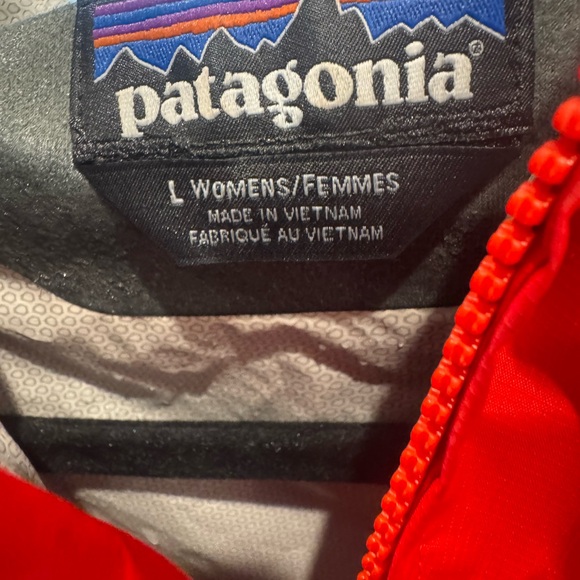 patagonia®
L WOMENS/FEMMES
MADE IN VIETNAM
FABRIQUÉ AU VIETNAM